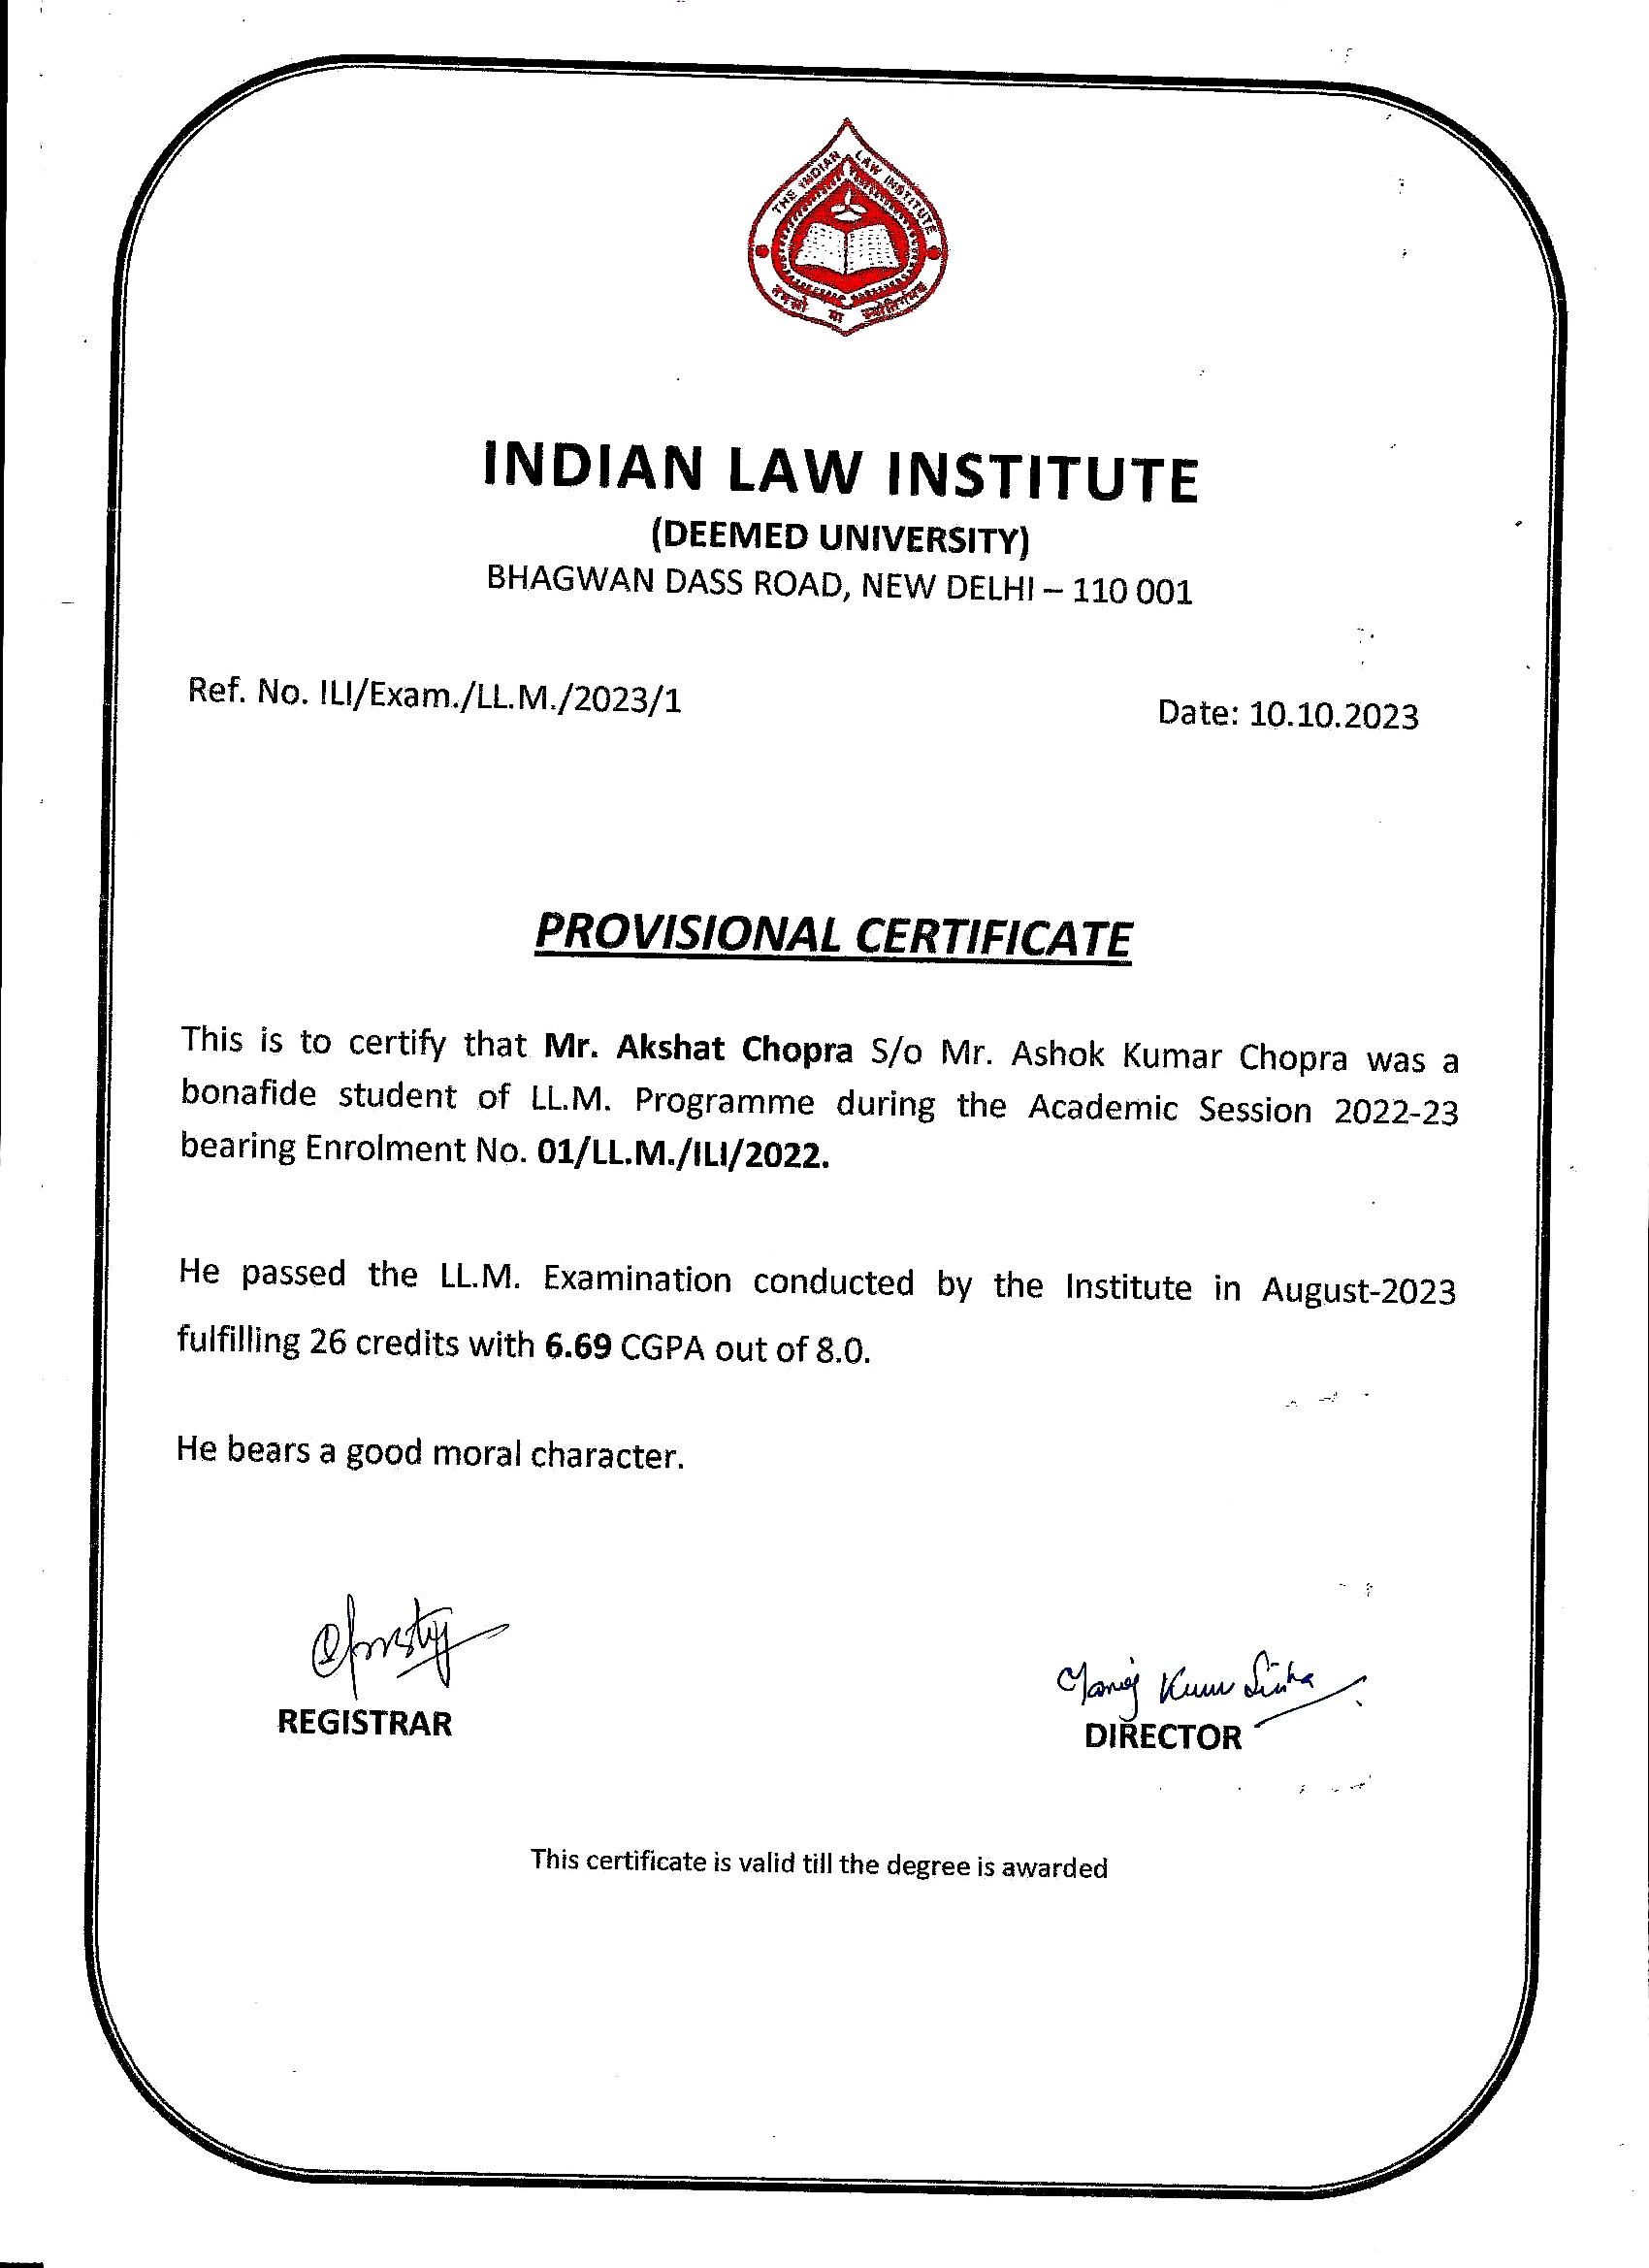 THE INDIAN LAW INSTITUTE
तमसो मा ज्योतिर्गमय
INDIAN LAW INSTITUTE
(DEEMED UNIVERSITY)
BHAGWAN DASS ROAD, NEW DELHI – 110 001
Ref. No. ILI/Exam./LL.M./2023/1
Date: 10.10.2023
PROVISIONAL CERTIFICATE
This is to certify that Mr. Akshat Chopra S/o Mr. Ashok Kumar Chopra was a
bonafide student of LL.M. Programme during the Academic Session 2022-23
bearing Enrolment No. 01/LL.M./ILI/2022.
He passed the LL.M. Examination conducted by the Institute in August-2023
fulfilling 26 credits with 6.69 CGPA out of 8.0.
He bears a good moral character.
Manoj Kumar Sinha
REGISTRAR
DIRECTOR
This certificate is valid till the degree is awarded